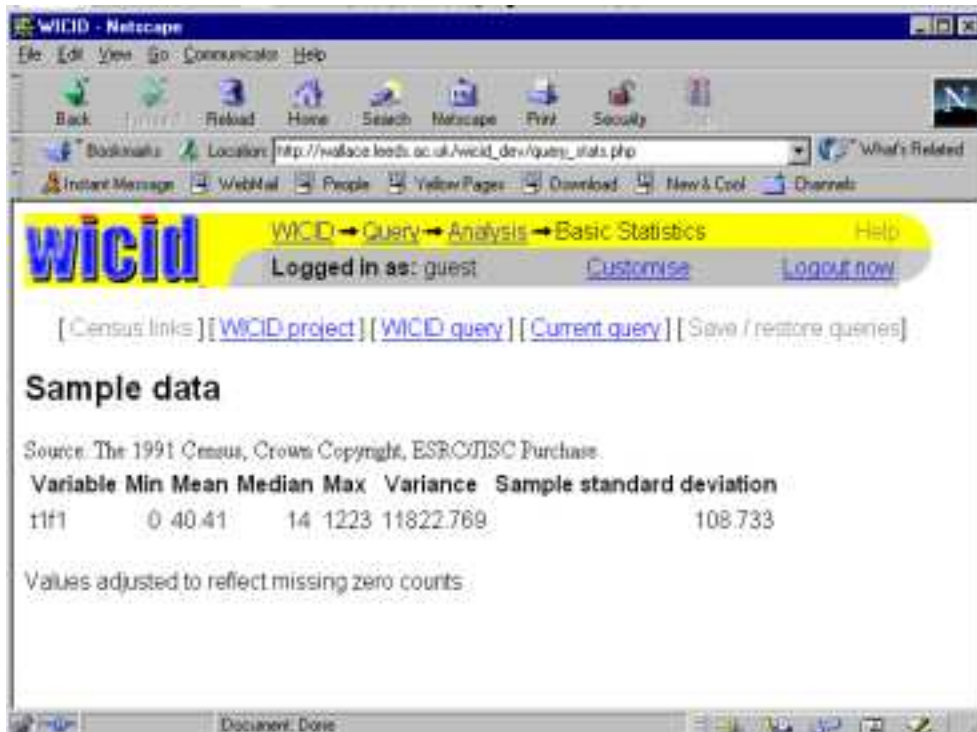 WICID - Netscape
File Edit View Go Communicator Help
Back Reload Home Search Netscape Print Security
Bookmarks Location: http://wallace.leeds.ac.uk/wicid_dev/query_stats.php What's Related
Instant Message WebMail People Yellow Pages Download New & Cool Channels
wicid
WICID → Query → Analysis → Basic Statistics Help
Logged in as: guest Customise Logout now
[ Census links ] [ WICID project ] [ WICID query ] [ Current query ] [ Save / restore queries]
Sample data
Source: The 1991 Census, Crown Copyright, ESRC/JISC Purchase
Variable Min Mean Median Max Variance Sample standard deviation
t1f1 0 40.41 14 1223 11822.769 108.733
Values adjusted to reflect missing zero counts
Document: Done